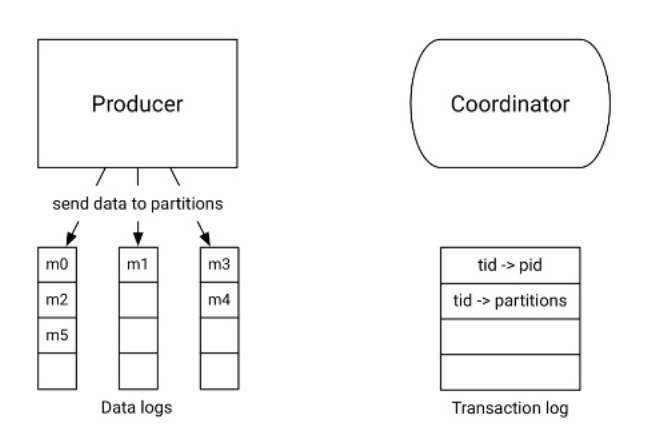 Producer
Coordinator
send data to partitions
m0
m1
m3
tid -> pid
m2
m4
tid -> partitions
m5
Data logs
Transaction log